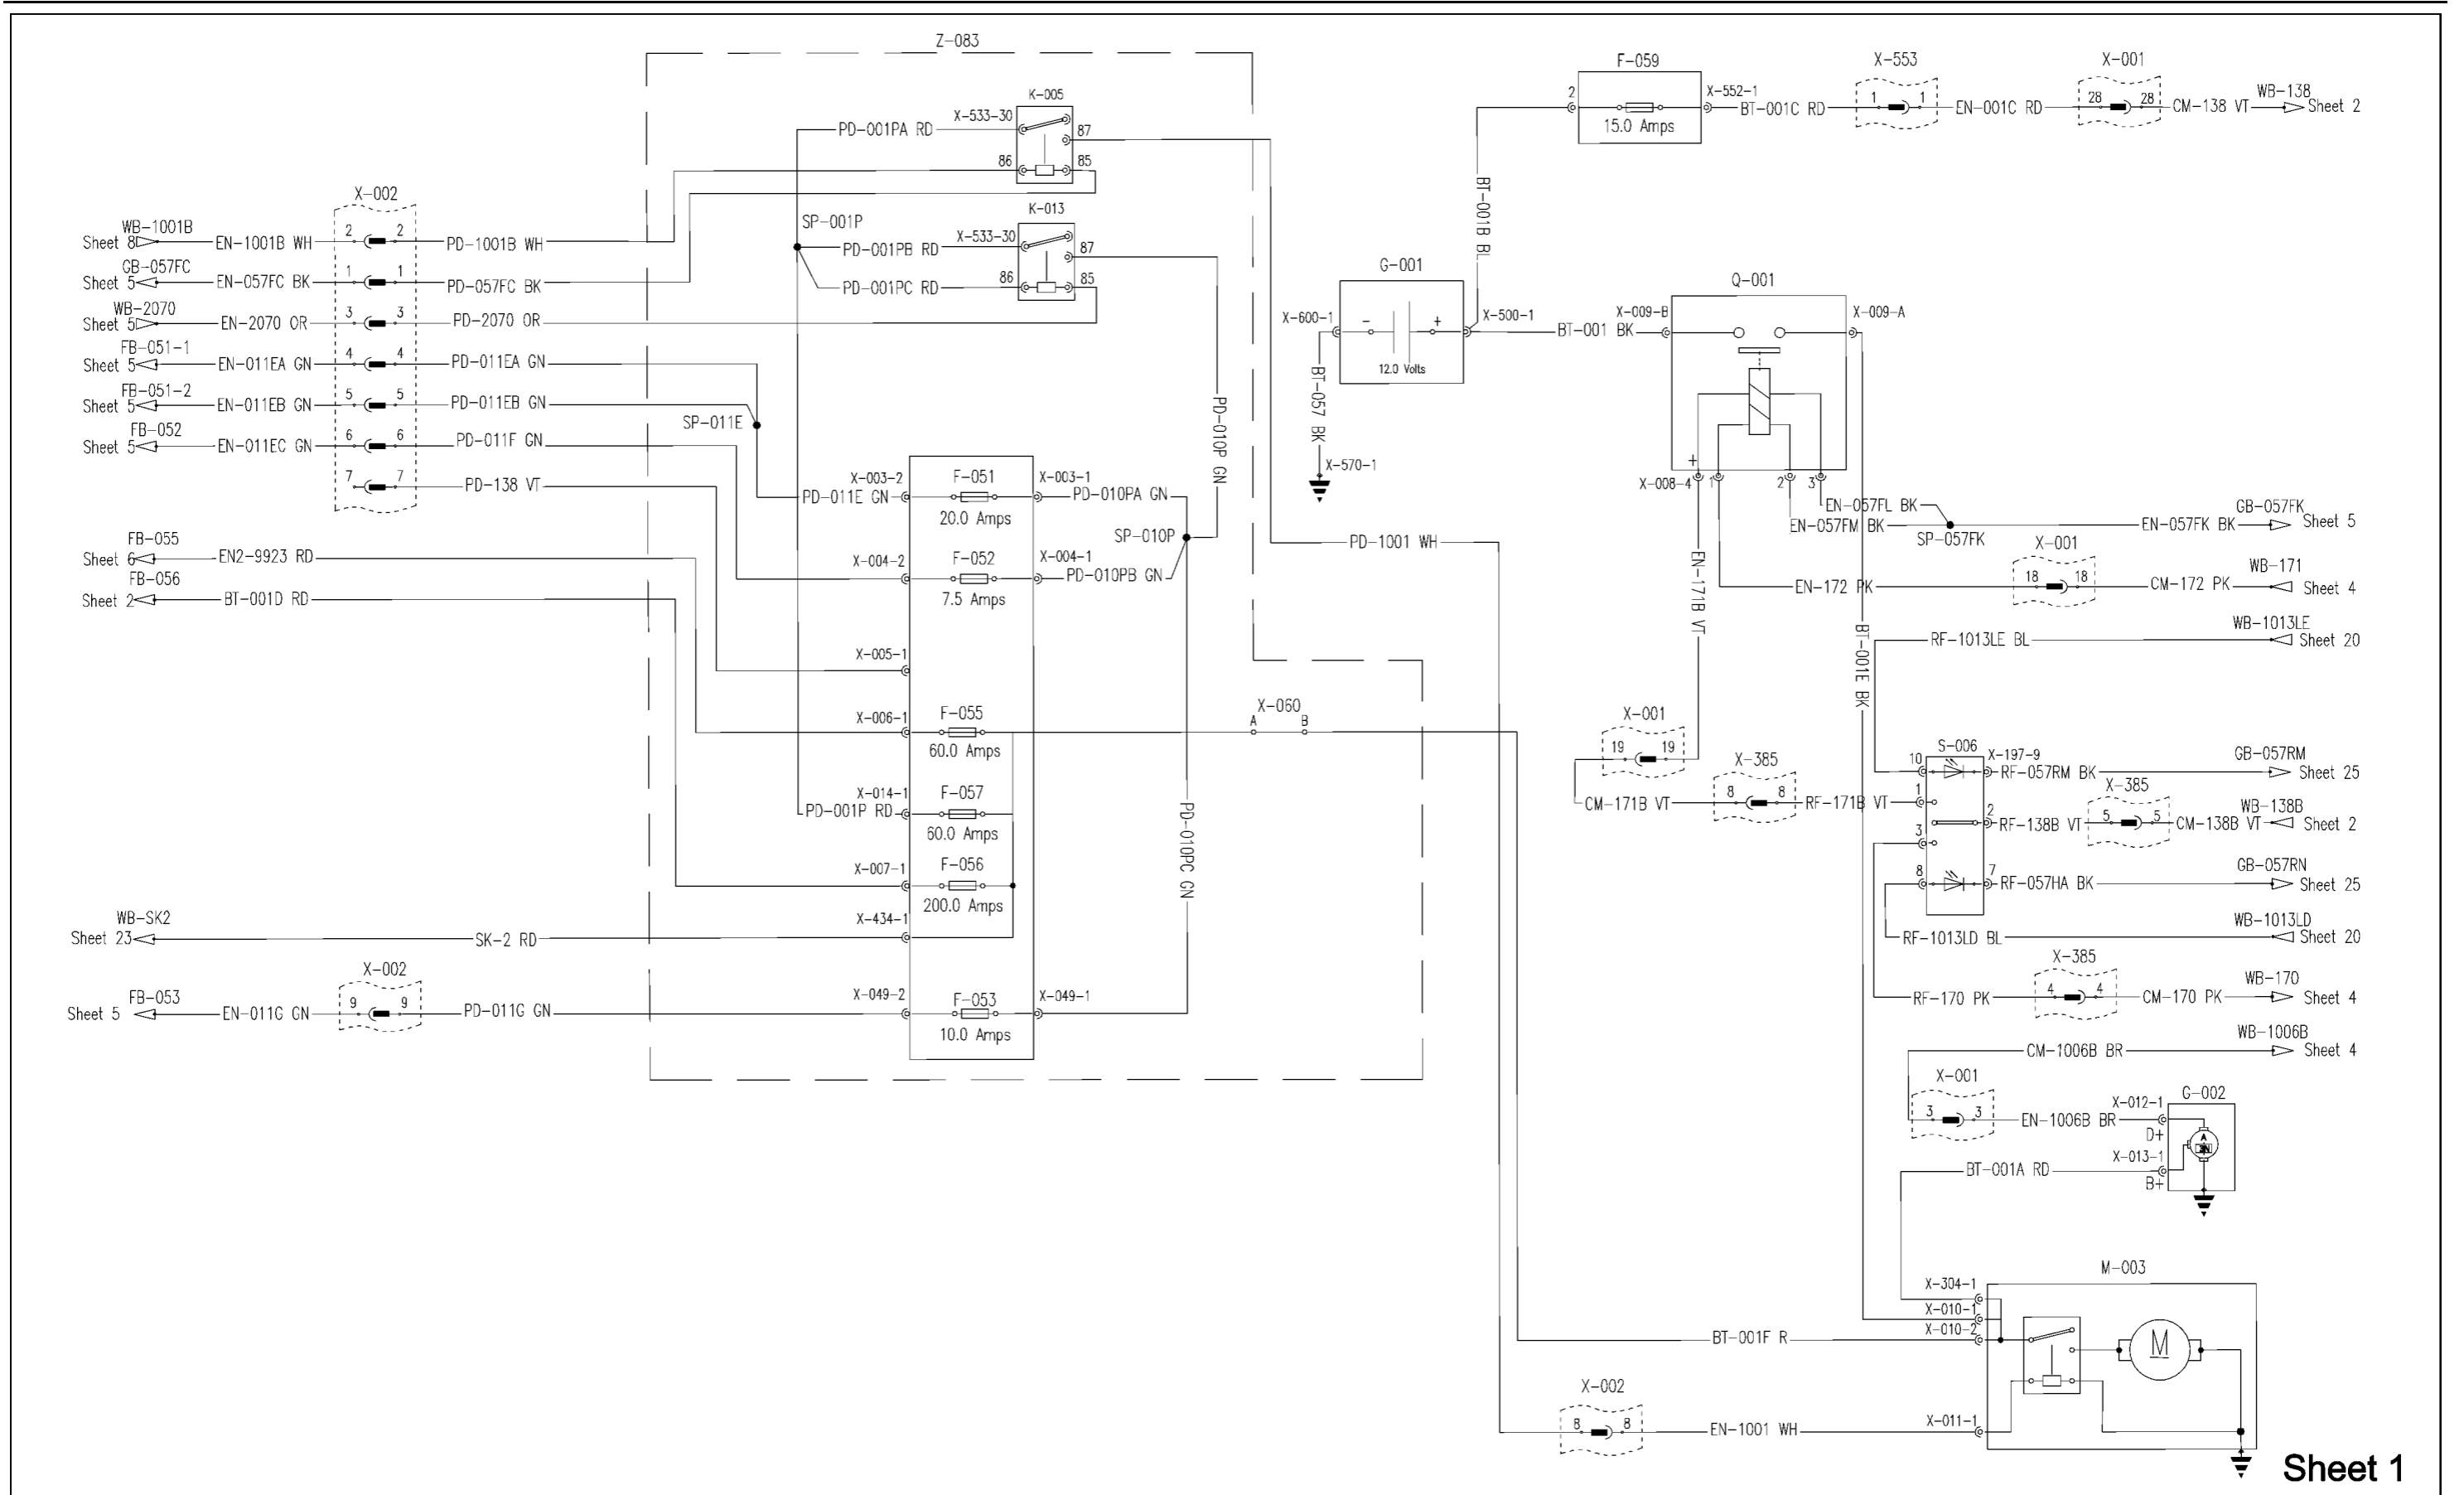 Z-083
K-005
X-533-30
PD-001PA RD
87
86
85
K-013
SP-001P
X-533-30
PD-001PB RD
87
PD-001PC RD
86
85
X-002
WB-1001B
Sheet 8
EN-1001B WH
2 2
PD-1001B WH
GB-057FC
Sheet 5
EN-057FC BK
1 1
PD-057FC BK
WB-2070
Sheet 5
EN-2070 OR
3 3
PD-2070 OR
FB-051-1
Sheet 5
EN-011EA GN
4 4
PD-011EA GN
FB-051-2
Sheet 5
EN-011EB GN
5 5
PD-011EB GN
SP-011E
FB-052
Sheet 5
EN-011EC GN
6 6
PD-011F GN
7 7
PD-138 VT
FB-055
Sheet 6
EN2-9923 RD
FB-056
Sheet 2
BT-001D RD
X-003-2
F-051
X-003-1
PD-011E GN
PD-010PA GN
20.0 Amps
PD-010P GN
SP-010P
X-004-2
F-052
X-004-1
PD-010PB GN
7.5 Amps
X-005-1
X-006-1
F-055
60.0 Amps
X-060
A B
X-014-1
F-057
PD-001P RD
60.0 Amps
X-007-1
F-056
200.0 Amps
PD-010PC GN
X-434-1
WB-SK2
Sheet 23
SK-2 RD
X-002
FB-053
Sheet 5
EN-011G GN
9 9
PD-011G GN
X-049-2
F-053
X-049-1
10.0 Amps
F-059
2
X-552-1
15.0 Amps
BT-001C RD
X-553
1 1
EN-001C RD
X-001
28 28
CM-138 VT
WB-138
Sheet 2
BT-001B BL
G-001
X-600-1
- +
X-500-1
12.0 Volts
BT-057 BK
X-570-1
BT-001 BK
Q-001
X-009-B
X-009-A
+
X-008-4
1
2
3
EN-057FL BK
EN-057FM BK
SP-057FK
EN-057FK BK
GB-057FK
Sheet 5
PD-1001 WH
EN-171B VT
EN-172 PK
X-001
18 18
CM-172 PK
WB-171
Sheet 4
BT-001E BK
RF-1013LE BL
WB-1013LE
Sheet 20
X-001
19 19
CM-171B VT
X-385
8 8
RF-171B VT
S-006
10
X-197-9
RF-057RM BK
GB-057RM
Sheet 25
1
2
3
RF-138B VT
X-385
5 5
CM-138B VT
WB-138B
Sheet 2
8
7
RF-057HA BK
GB-057RN
Sheet 25
RF-1013LD BL
WB-1013LD
Sheet 20
RF-170 PK
X-385
4 4
CM-170 PK
WB-170
Sheet 4
CM-1006B BR
WB-1006B
Sheet 4
X-001
3 3
EN-1006B BR
X-012-1
G-002
D+
BT-001A RD
X-013-1
B+
A
M-003
X-304-1
X-010-1
X-010-2
BT-001F R
M
X-002
8 8
EN-1001 WH
X-011-1
Sheet 1